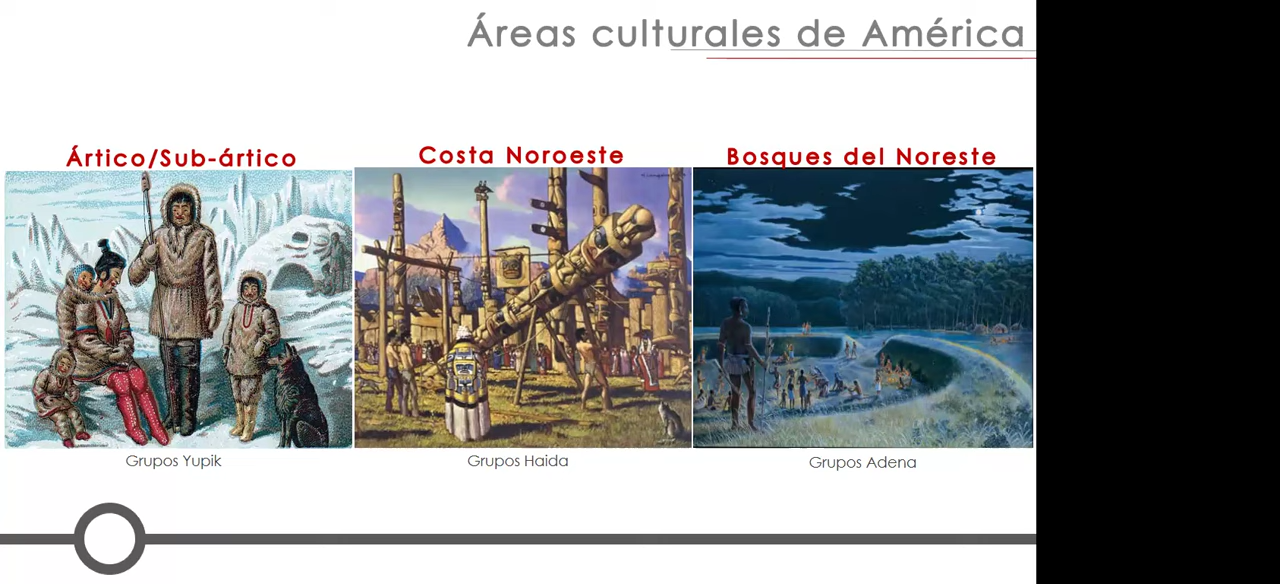 Áreas culturales de América
Ártico/Sub-ártico
Costa Noroeste
Bosques del Noreste
Grupos Yupik
Grupos Haida
Grupos Adena